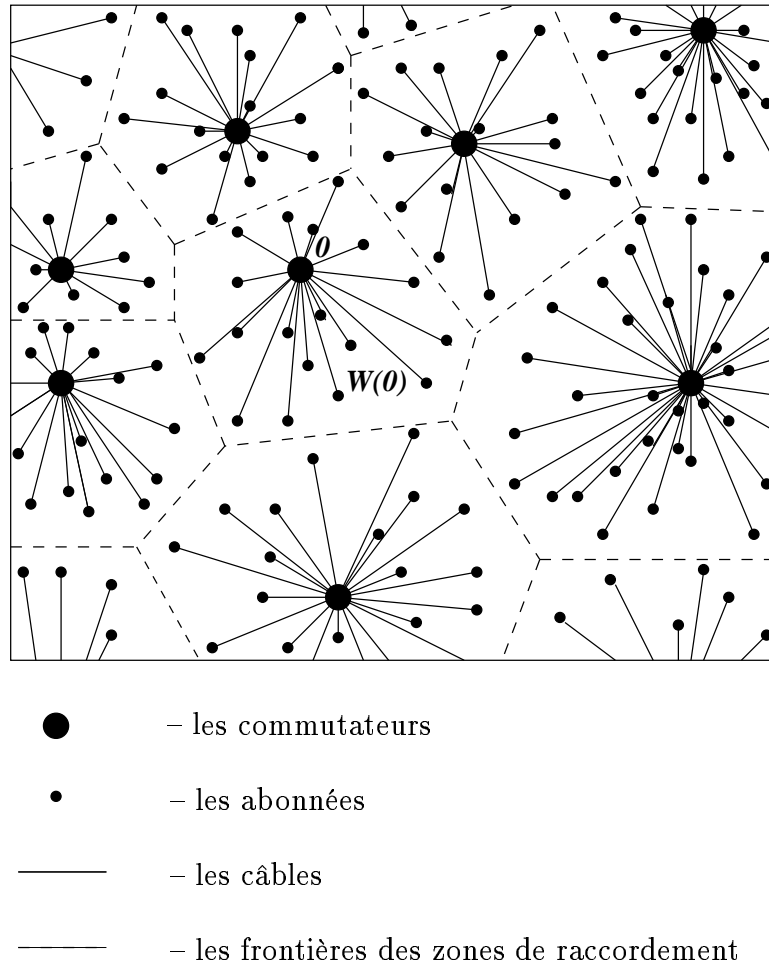 0
W(0)
– les commutateurs
– les abonnées
– les câbles
– les frontières des zones de raccordement